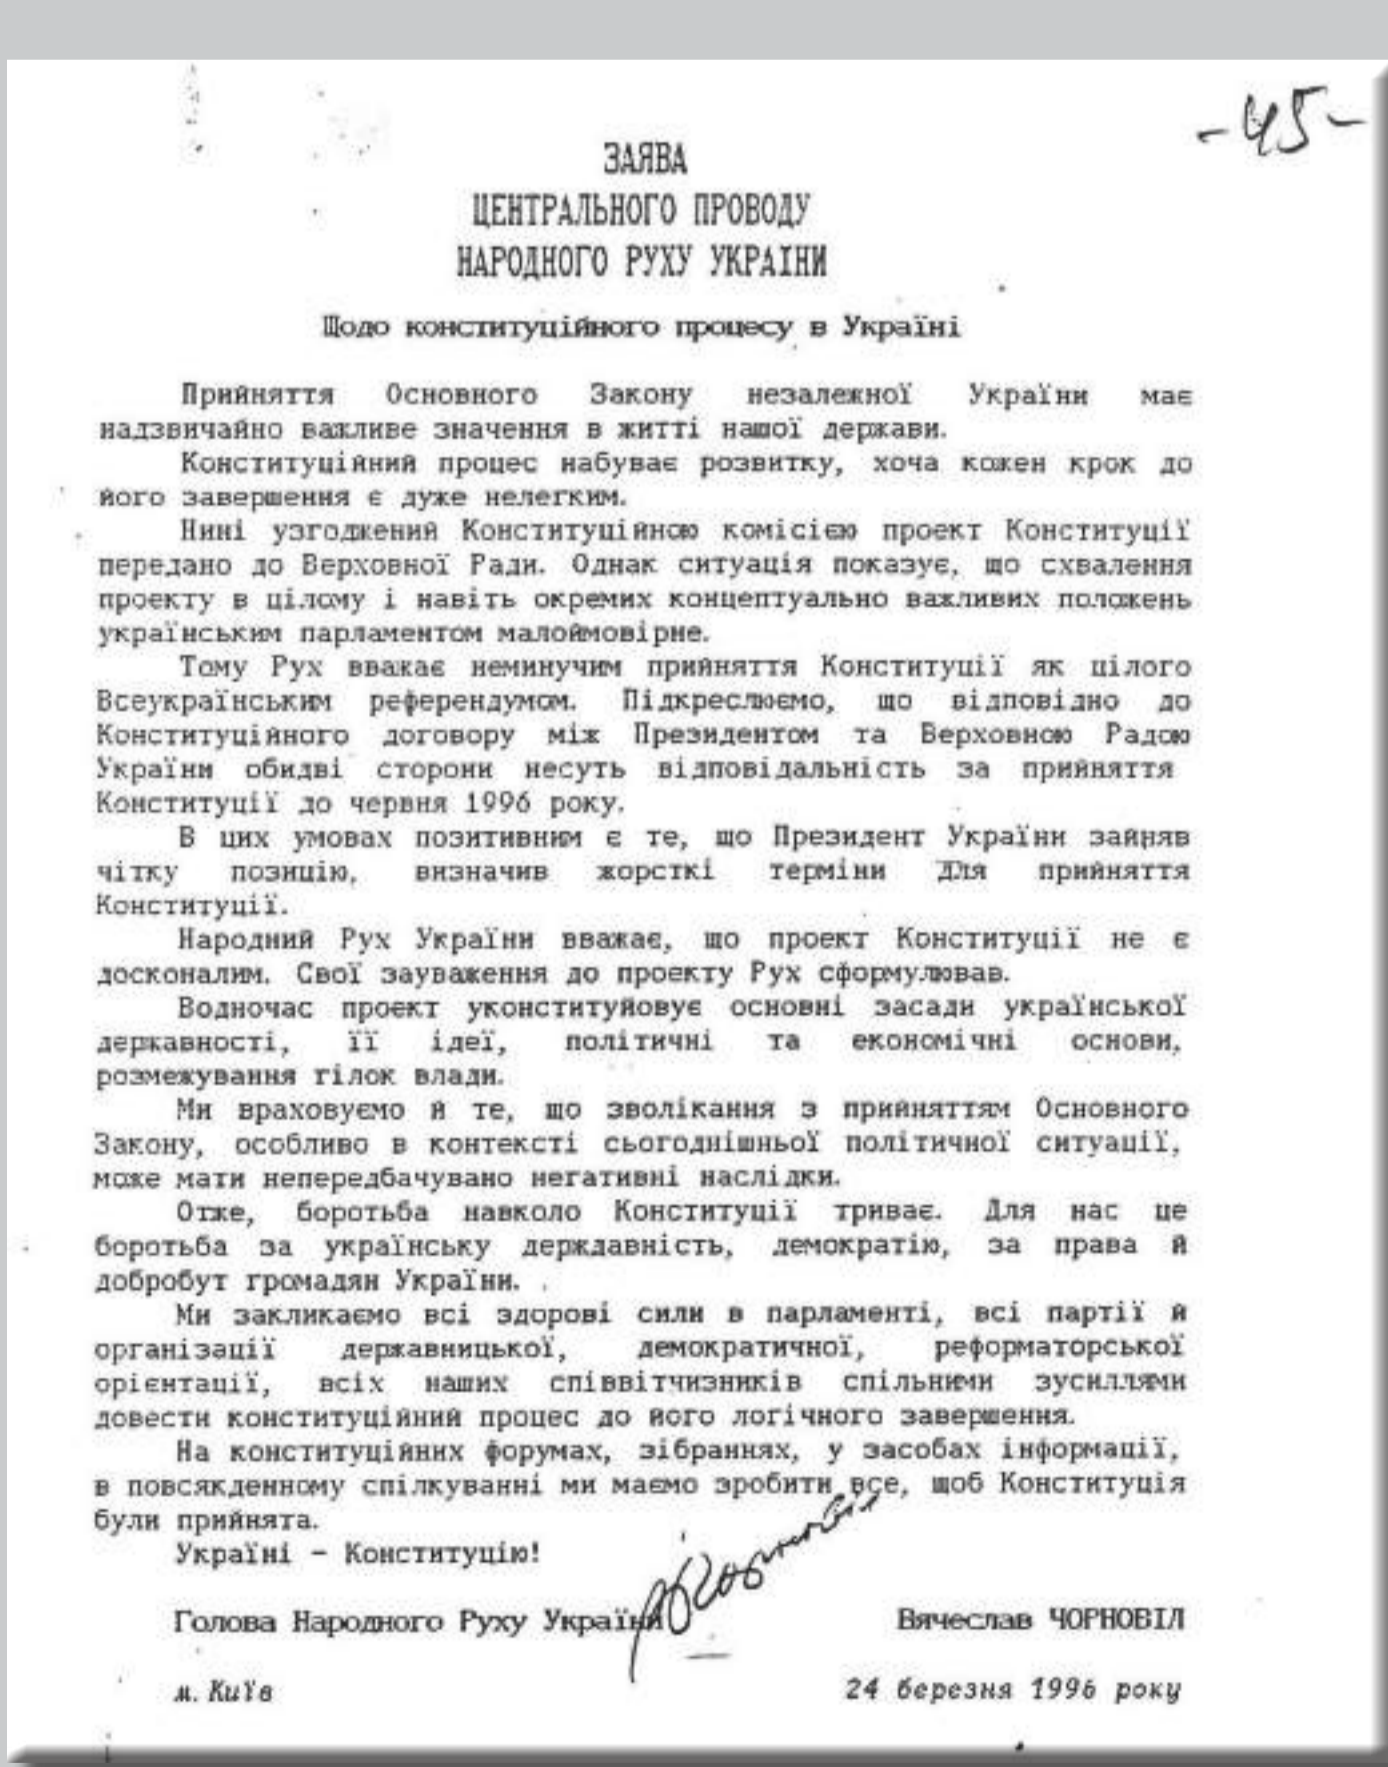 -45-
ЗАЯВА
ЦЕНТРАЛЬНОГО ПРОВОДУ
НАРОДНОГО РУХУ УКРАІНИ
Щодо конституційного процесу в Україні
Прийняття Основного Закону незалежної України має
надзвичайно важливе значення в житті нашої держави.
Конституційний процес набуває розвитку, хоча кожен крок до
його завершення є дуже нелегким.
Нині узгоджений Конституційною комісією проект Конституції
передано до Верховної Ради. Однак ситуація показує, що схвалення
проекту в цілому і навіть окремих концептуально важливих положень
українським парламентом малоймовірне.
Тому Рух вважає неминучим прийняття Конституції як цілого
Всеукраїнським референдумом. Підкреслюємо, що відповідно до
Конституційного договору між Президентом та Верховною Радою
України обидві сторони несуть відповідальність за прийняття
Конституції до червня 1996 року.
В цих умовах позитивним є те, що Президент України зайняв
чітку позицію, визначив жорсткі терміни для прийняття
Конституції.
Народний Рух України вважає, що проект Конституції не є
досконалим. Свої зауваження до проекту Рух сформулював.
Водночас проект уконституйовує основні засади української
державності, її ідеї, політичні та економічні основи,
розмежування гілок влади.
Ми враховуємо й те, що зволікання з прийняттям Основного
Закону, особливо в контексті сьогоднішньої політичної ситуації,
може мати непередбачувано негативні наслідки.
Отже, боротьба навколо Конституції триває. Для нас це
боротьба за українську держдавність, демократію, за права й
добробут громадян України.
Ми закликаємо всі здорові сили в парламенті, всі партії й
організації державницької, демократичної, реформаторської
орієнтації, всіх наших співвітчизників спільними зусиллями
довести конституційний процес до його логічного завершення.
На конституційних форумах, зібраннях, у засобах інформації,
в повсякденному спілкуванні ми маємо зробити все, щоб Конституція
були прийнята.
Україні - Конституцію!
Голова Народного Руху України Вячеслав ЧОРНОВІЛ
м. Київ 24 березня 1996 року